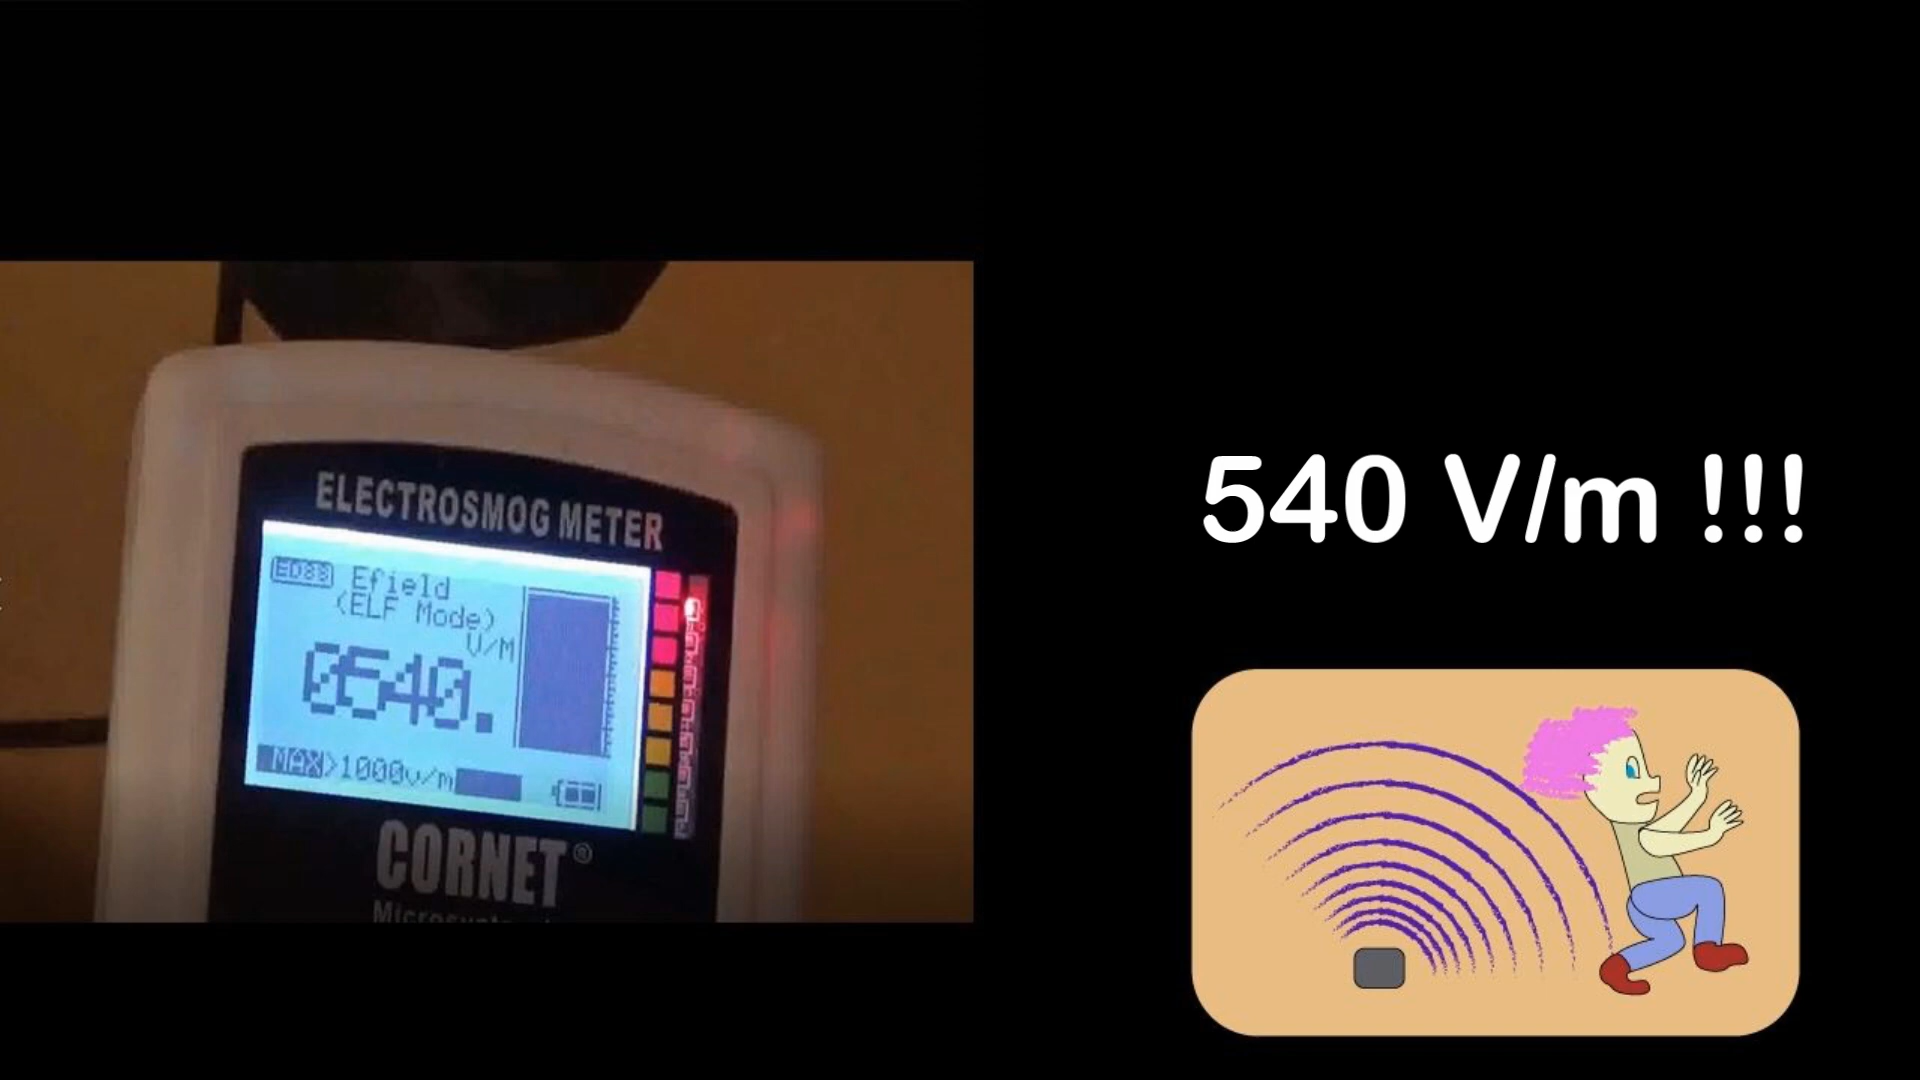 ELECTROSMOG METER
ED88 Efield
(ELF Mode)
V/M
0540.
MAX>1000v/m
CORNET®
540 V/m !!!